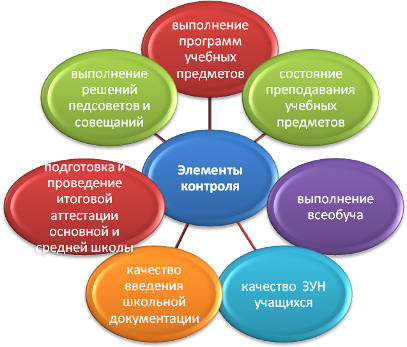 выполнение
программ
учебных
предметов
состояние
преподавания
учебных
предметов
выполнение
всеобуча
качество ЗУН
учащихся
качество
введения
школьной
документации
подготовка и
проведение
итоговой
аттестации
основной и
средней школы
выполнение
решений
педсоветов и
совещаний
Элементы
контроля